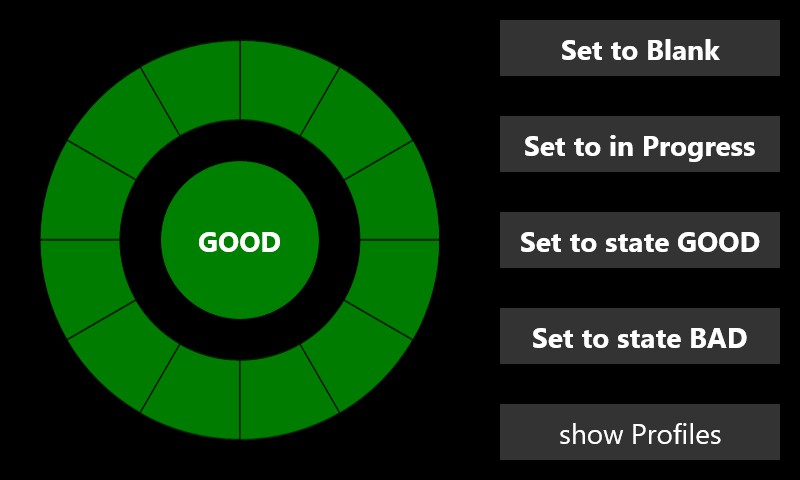 GOOD
Set to Blank
Set to in Progress
Set to state GOOD
Set to state BAD
show Profiles